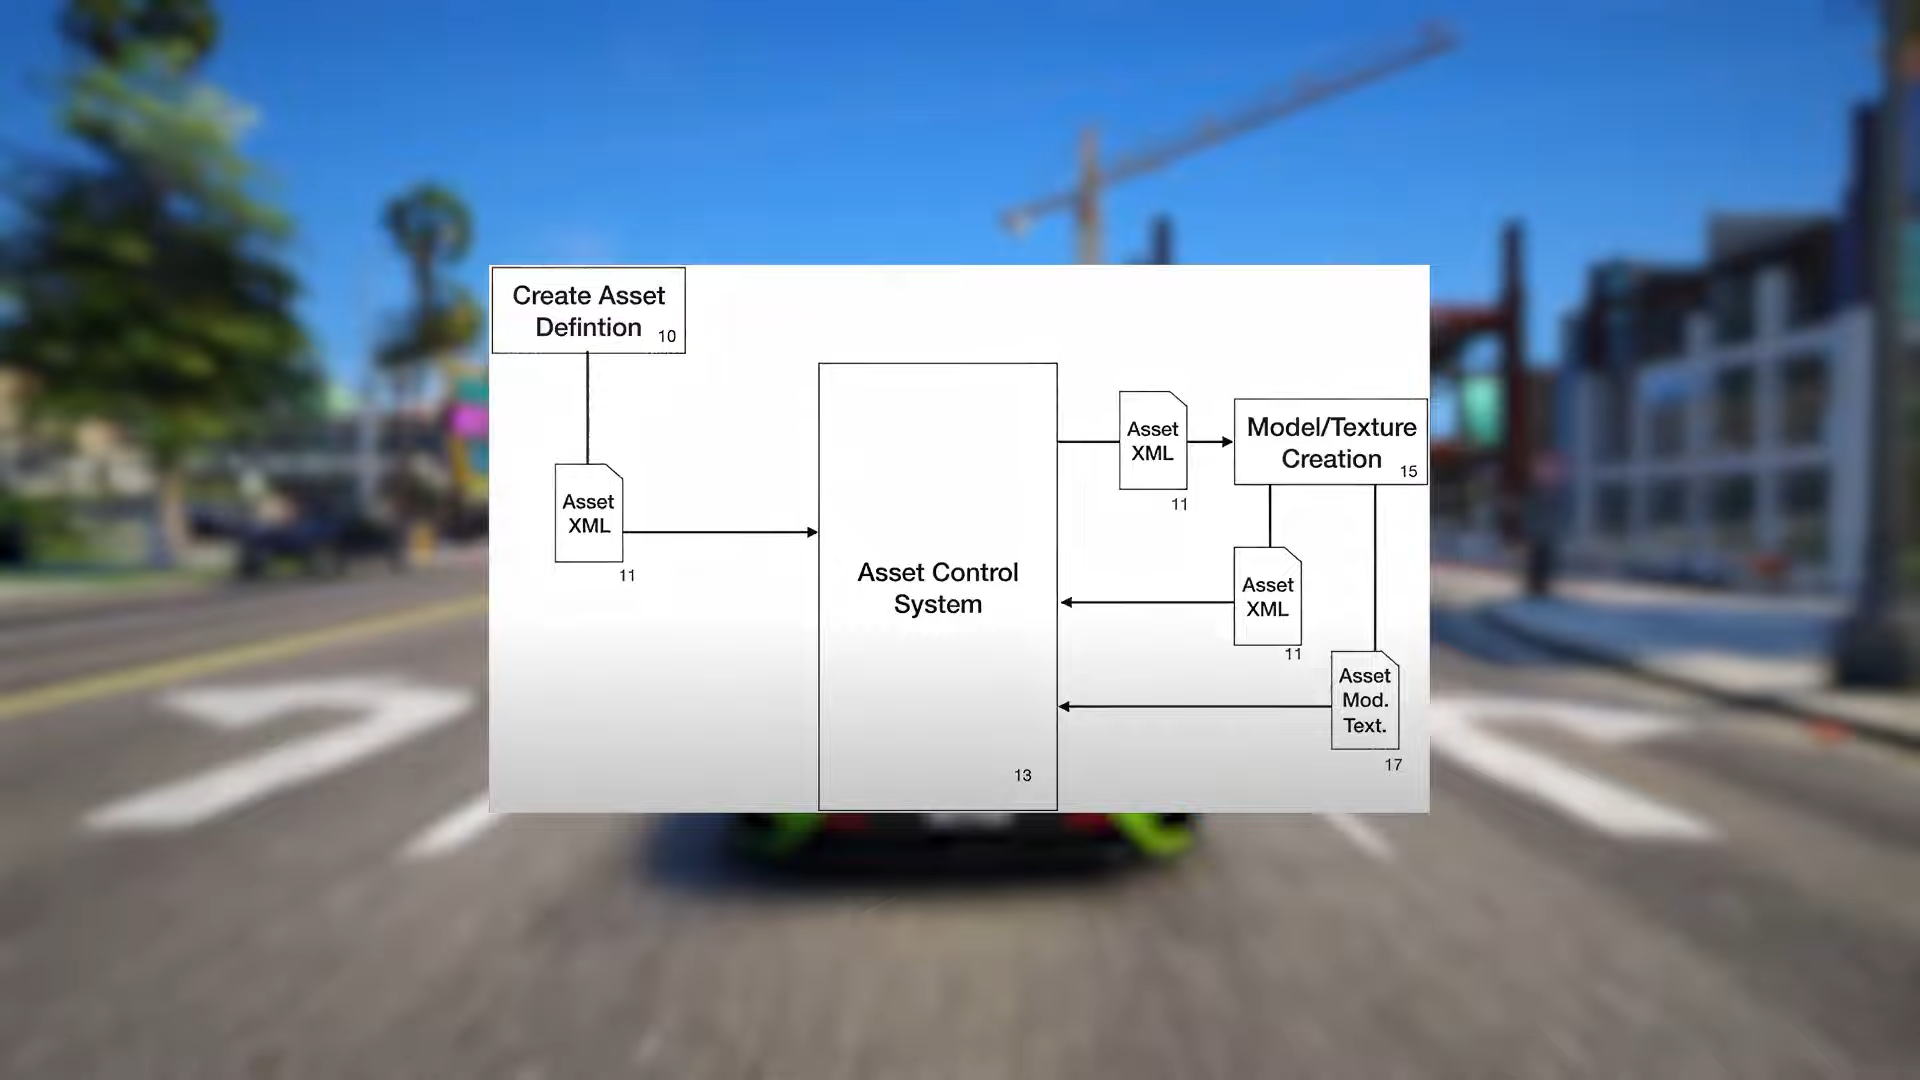 Create Asset
Defintion
10
Asset
XML
11
Asset Control
System
13
Asset
XML
11
Model/Texture
Creation
15
Asset
XML
11
Asset
Mod.
Text.
17